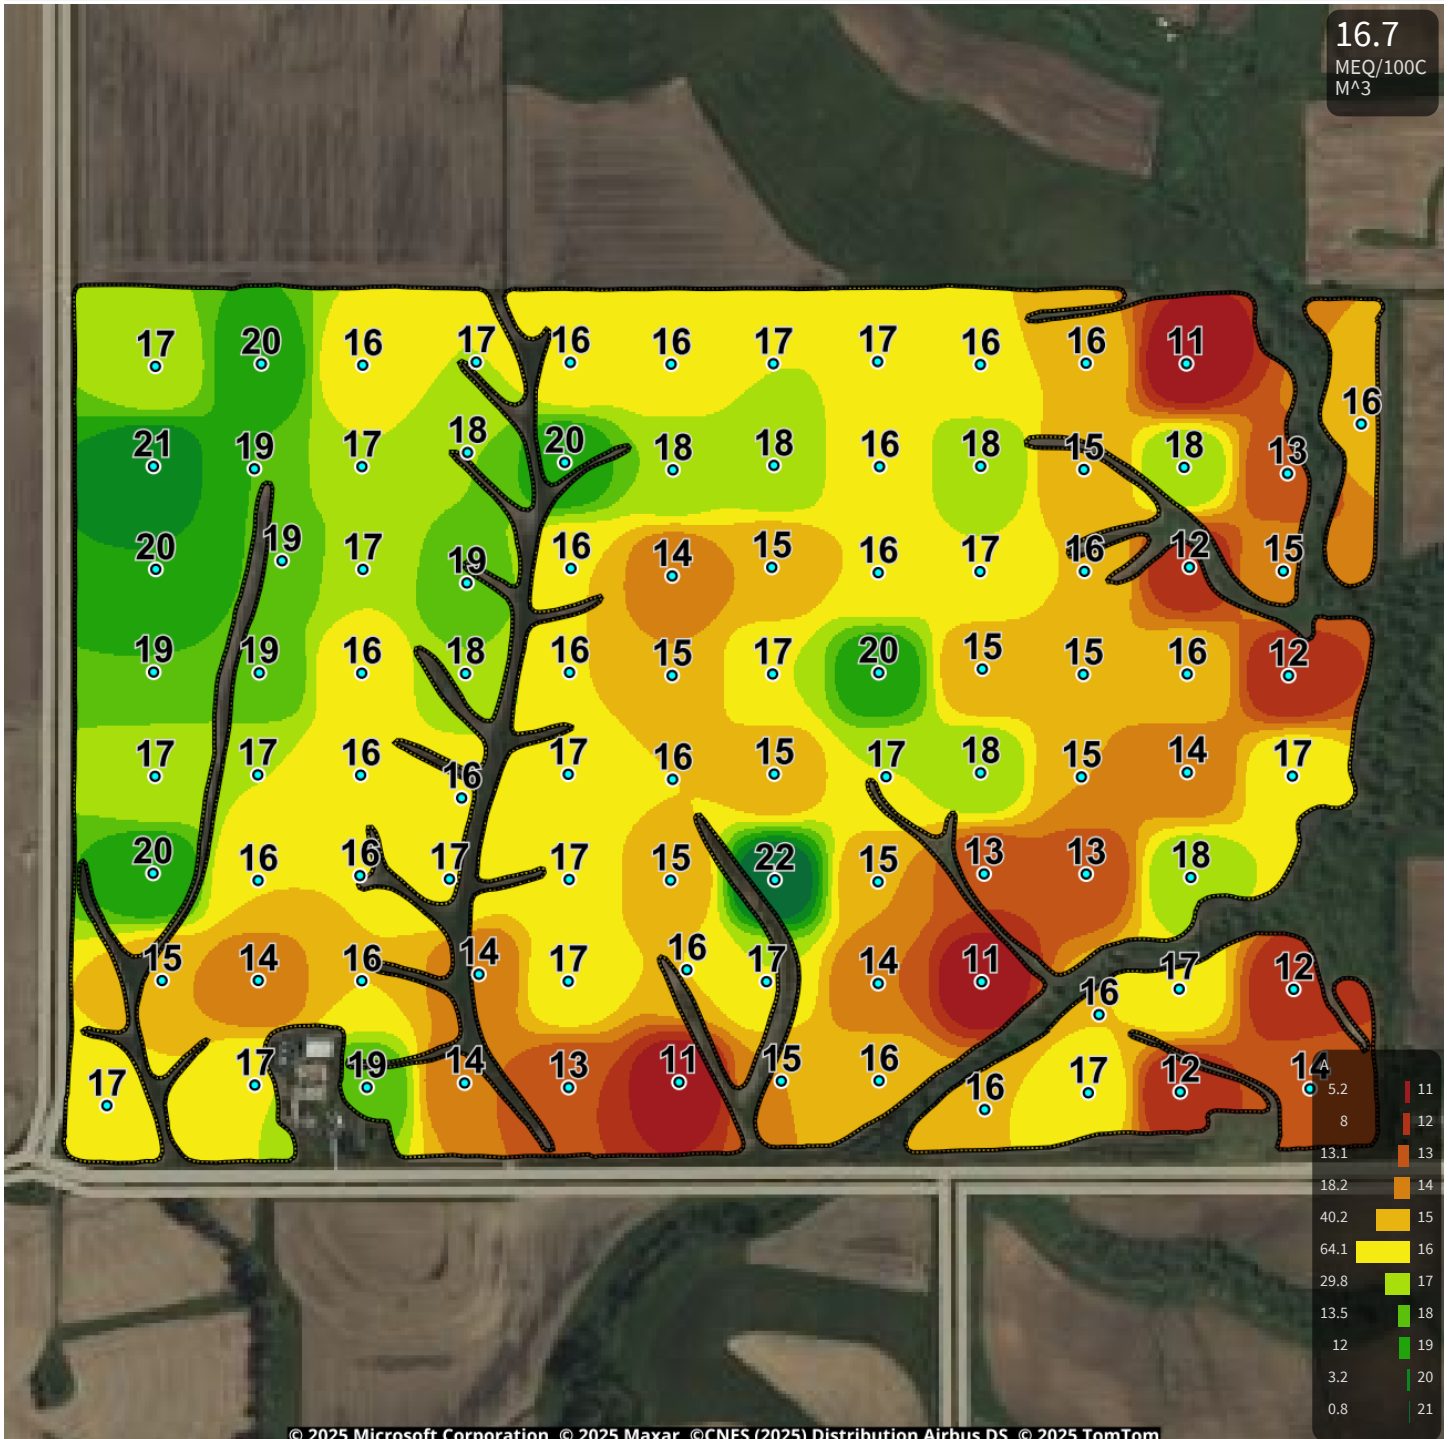 16.7
MEQ/100C
M^3
17 20 16 17 16 16 17 17 16 16 11
16
21 19 17 18 20 18 18 16 18 15 18 13
20 19 17 19 16 14 15 16 17 16 12 15
19 19 16 18 16 15 17 20 15 15 16 12
17 17 16 16 17 16 15 17 18 15 14 17
20 16 16 17 17 15 22 15 13 13 18
15 14 16 14 17 16 17 14 11 16 17 12
17 17 19 14 13 11 15 16 16 17 12 14
A
5.2 11
8 12
13.1 13
18.2 14
40.2 15
64.1 16
29.8 17
13.5 18
12 19
3.2 20
0.8 21
© 2025 Microsoft Corporation, © 2025 Maxar, ©CNES (2025) Distribution Airbus DS, © 2025 TomTom